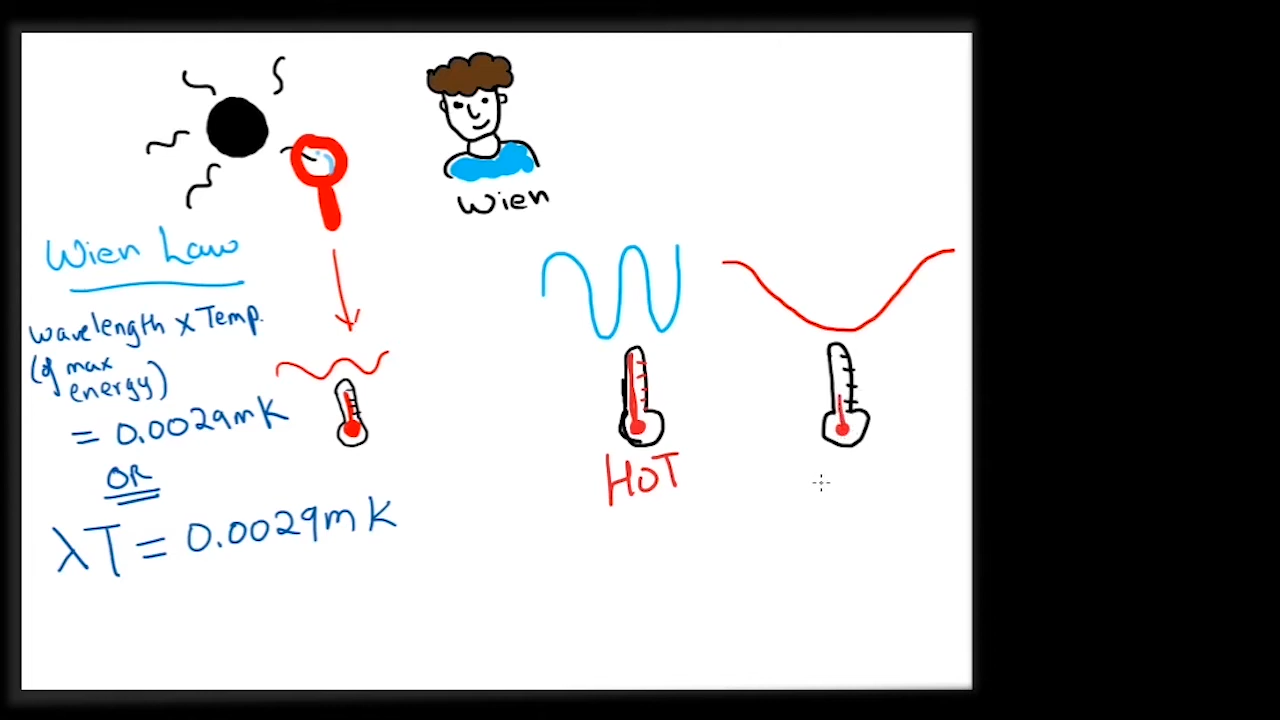 Wien
Wien Law
wavelength x Temp.
(of max
energy)
= 0.0029mK
OR
λT = 0.0029mK
HOT